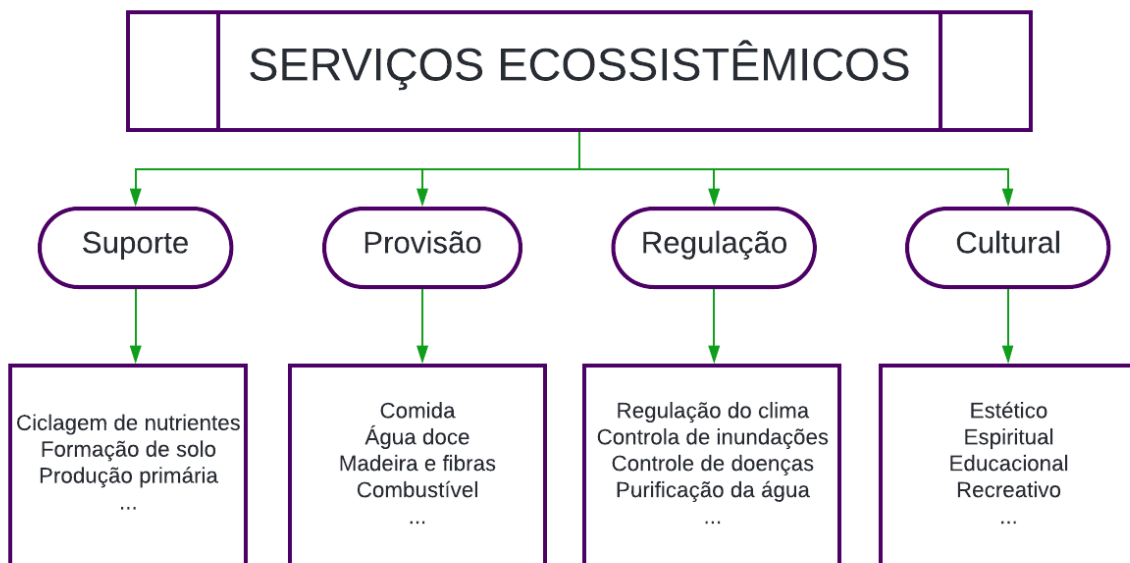 SERVIÇOS ECOSSISTÊMICOS
Suporte
Provisão
Regulação
Cultural
Ciclagem de nutrientes
Formação de solo
Produção primária
...
Comida
Água doce
Madeira e fibras
Combustível
...
Regulação do clima
Controla de inundações
Controle de doenças
Purificação da água
...
Estético
Espiritual
Educacional
Recreativo
...